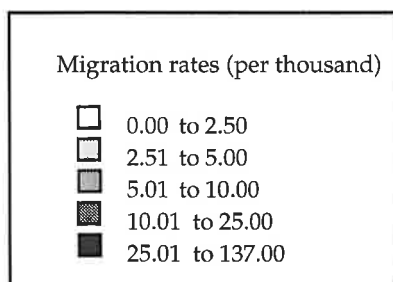 Migration rates (per thousand)
0.00 to 2.50
2.51 to 5.00
5.01 to 10.00
10.01 to 25.00
25.01 to 137.00